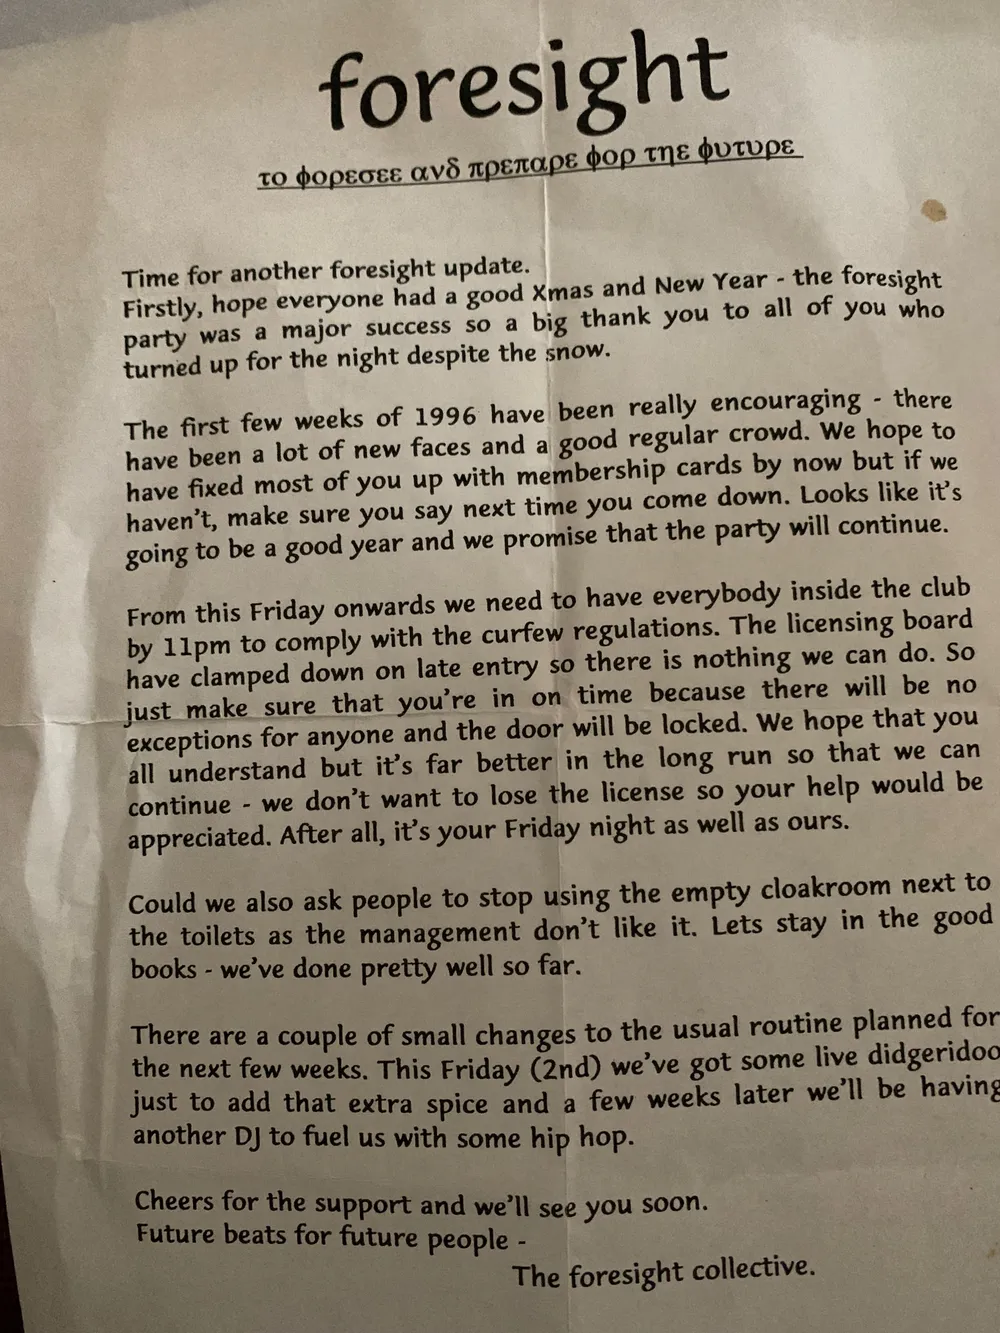 foresight
το φορεσεε ανδ πρεπαρε φορ τηε φυτυρε
Time for another foresight update.
Firstly, hope everyone had a good Xmas and New Year - the foresight
party was a major success so a big thank you to all of you who
turned up for the night despite the snow.
The first few weeks of 1996 have been really encouraging - there
have been a lot of new faces and a good regular crowd. We hope to
have fixed most of you up with membership cards by now but if we
haven't, make sure you say next time you come down. Looks like it's
going to be a good year and we promise that the party will continue.
From this Friday onwards we need to have everybody inside the club
by 11pm to comply with the curfew regulations. The licensing board
have clamped down on late entry so there is nothing we can do. So
just make sure that you're in on time because there will be no
exceptions for anyone and the door will be locked. We hope that you
all understand but it's far better in the long run so that we can
continue - we don't want to lose the license so your help would be
appreciated. After all, it's your Friday night as well as ours.
Could we also ask people to stop using the empty cloakroom next to
the toilets as the management don't like it. Lets stay in the good
books - we've done pretty well so far.
There are a couple of small changes to the usual routine planned for
the next few weeks. This Friday (2nd) we've got some live didgeridoo
just to add that extra spice and a few weeks later we'll be having
another DJ to fuel us with some hip hop.
Cheers for the support and we'll see you soon.
Future beats for future people -
The foresight collective.